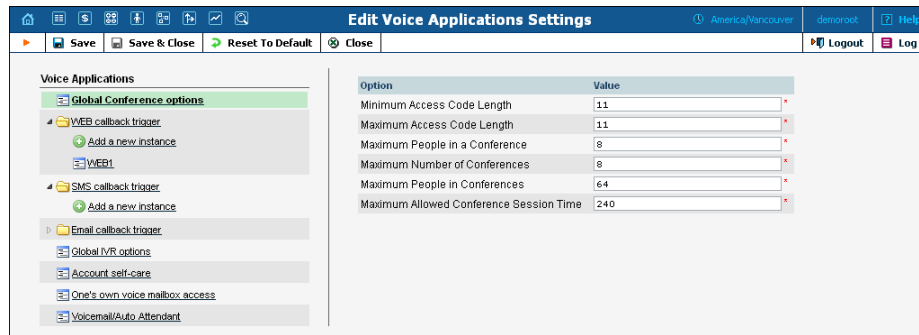 Edit Voice Applications Settings
America/Vancouver
demoroot
Help
Save
Save & Close
Reset To Default
Close
Logout
Log
Voice Applications
Global Conference options
WEB callback trigger
Add a new instance
WEB1
SMS callback trigger
Add a new instance
Email callback trigger
Global IVR options
Account self-care
One's own voice mailbox access
Voicemail/Auto Attendant
Option Value
Minimum Access Code Length 11 *
Maximum Access Code Length 11 *
Maximum People in a Conference 8 *
Maximum Number of Conferences 8 *
Maximum People in Conferences 64 *
Maximum Allowed Conference Session Time 240 *